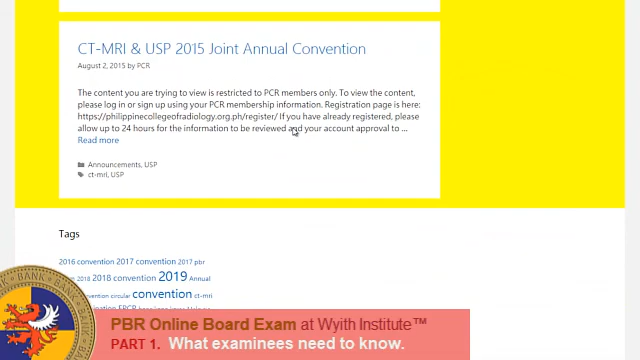 CT-MRI & USP 2015 Joint Annual Convention
August 2, 2015 by PCR
The content you are trying to view is restricted to PCR members only. To view the content,
please log in or sign up using your PCR membership information. Registration page is here:
https://philippinecollegeofradiology.org.ph/register/ If you have already registered, please
allow up to 24 hours for the information to be reviewed and your account approval to ...
Read more
Announcements, USP
ct-mri, USP
Tags
2016 convention 2017 convention 2017 pbr
2018 2018 convention 2019 Annual
convention circular convention ct-mri
BANK BANK BANK
PBR Online Board Exam at Wyith Institute™
PART 1. What examinees need to know.